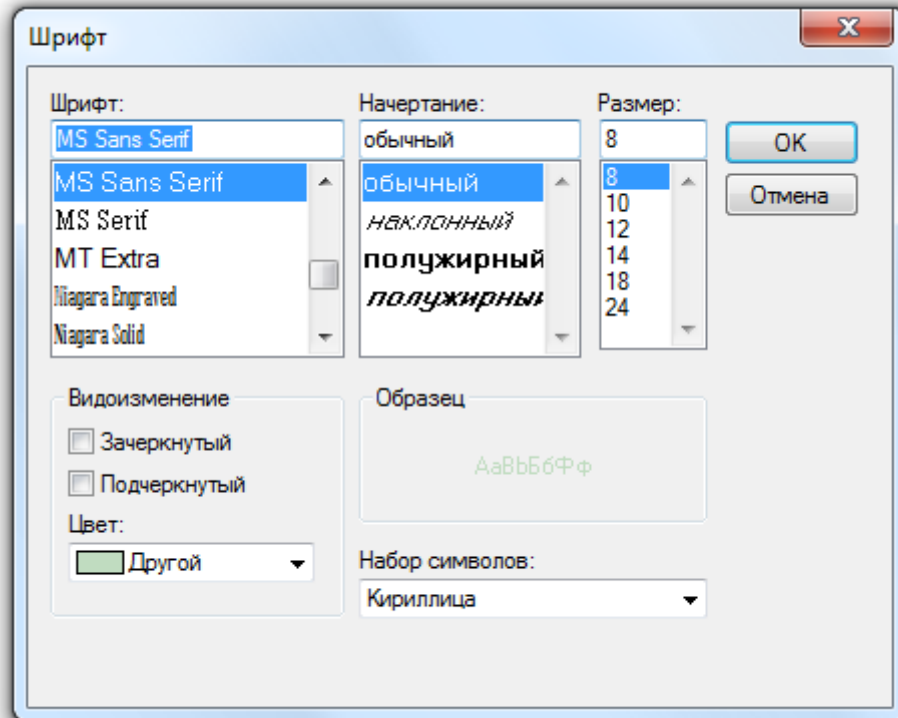 Шрифт
Шрифт:
MS Sans Serif
MS Sans Serif
MS Serif
MT Extra
Niagara Engraved
Niagara Solid
Начертание:
обычный
обычный
наклонный
полужирный
полужирный
Размер:
8
8
10
12
14
18
24
OK
Отмена
Видоизменение
Зачеркнутый
Подчеркнутый
Цвет:
Другой
Образец
АаВbБбФф
Набор символов:
Кириллица